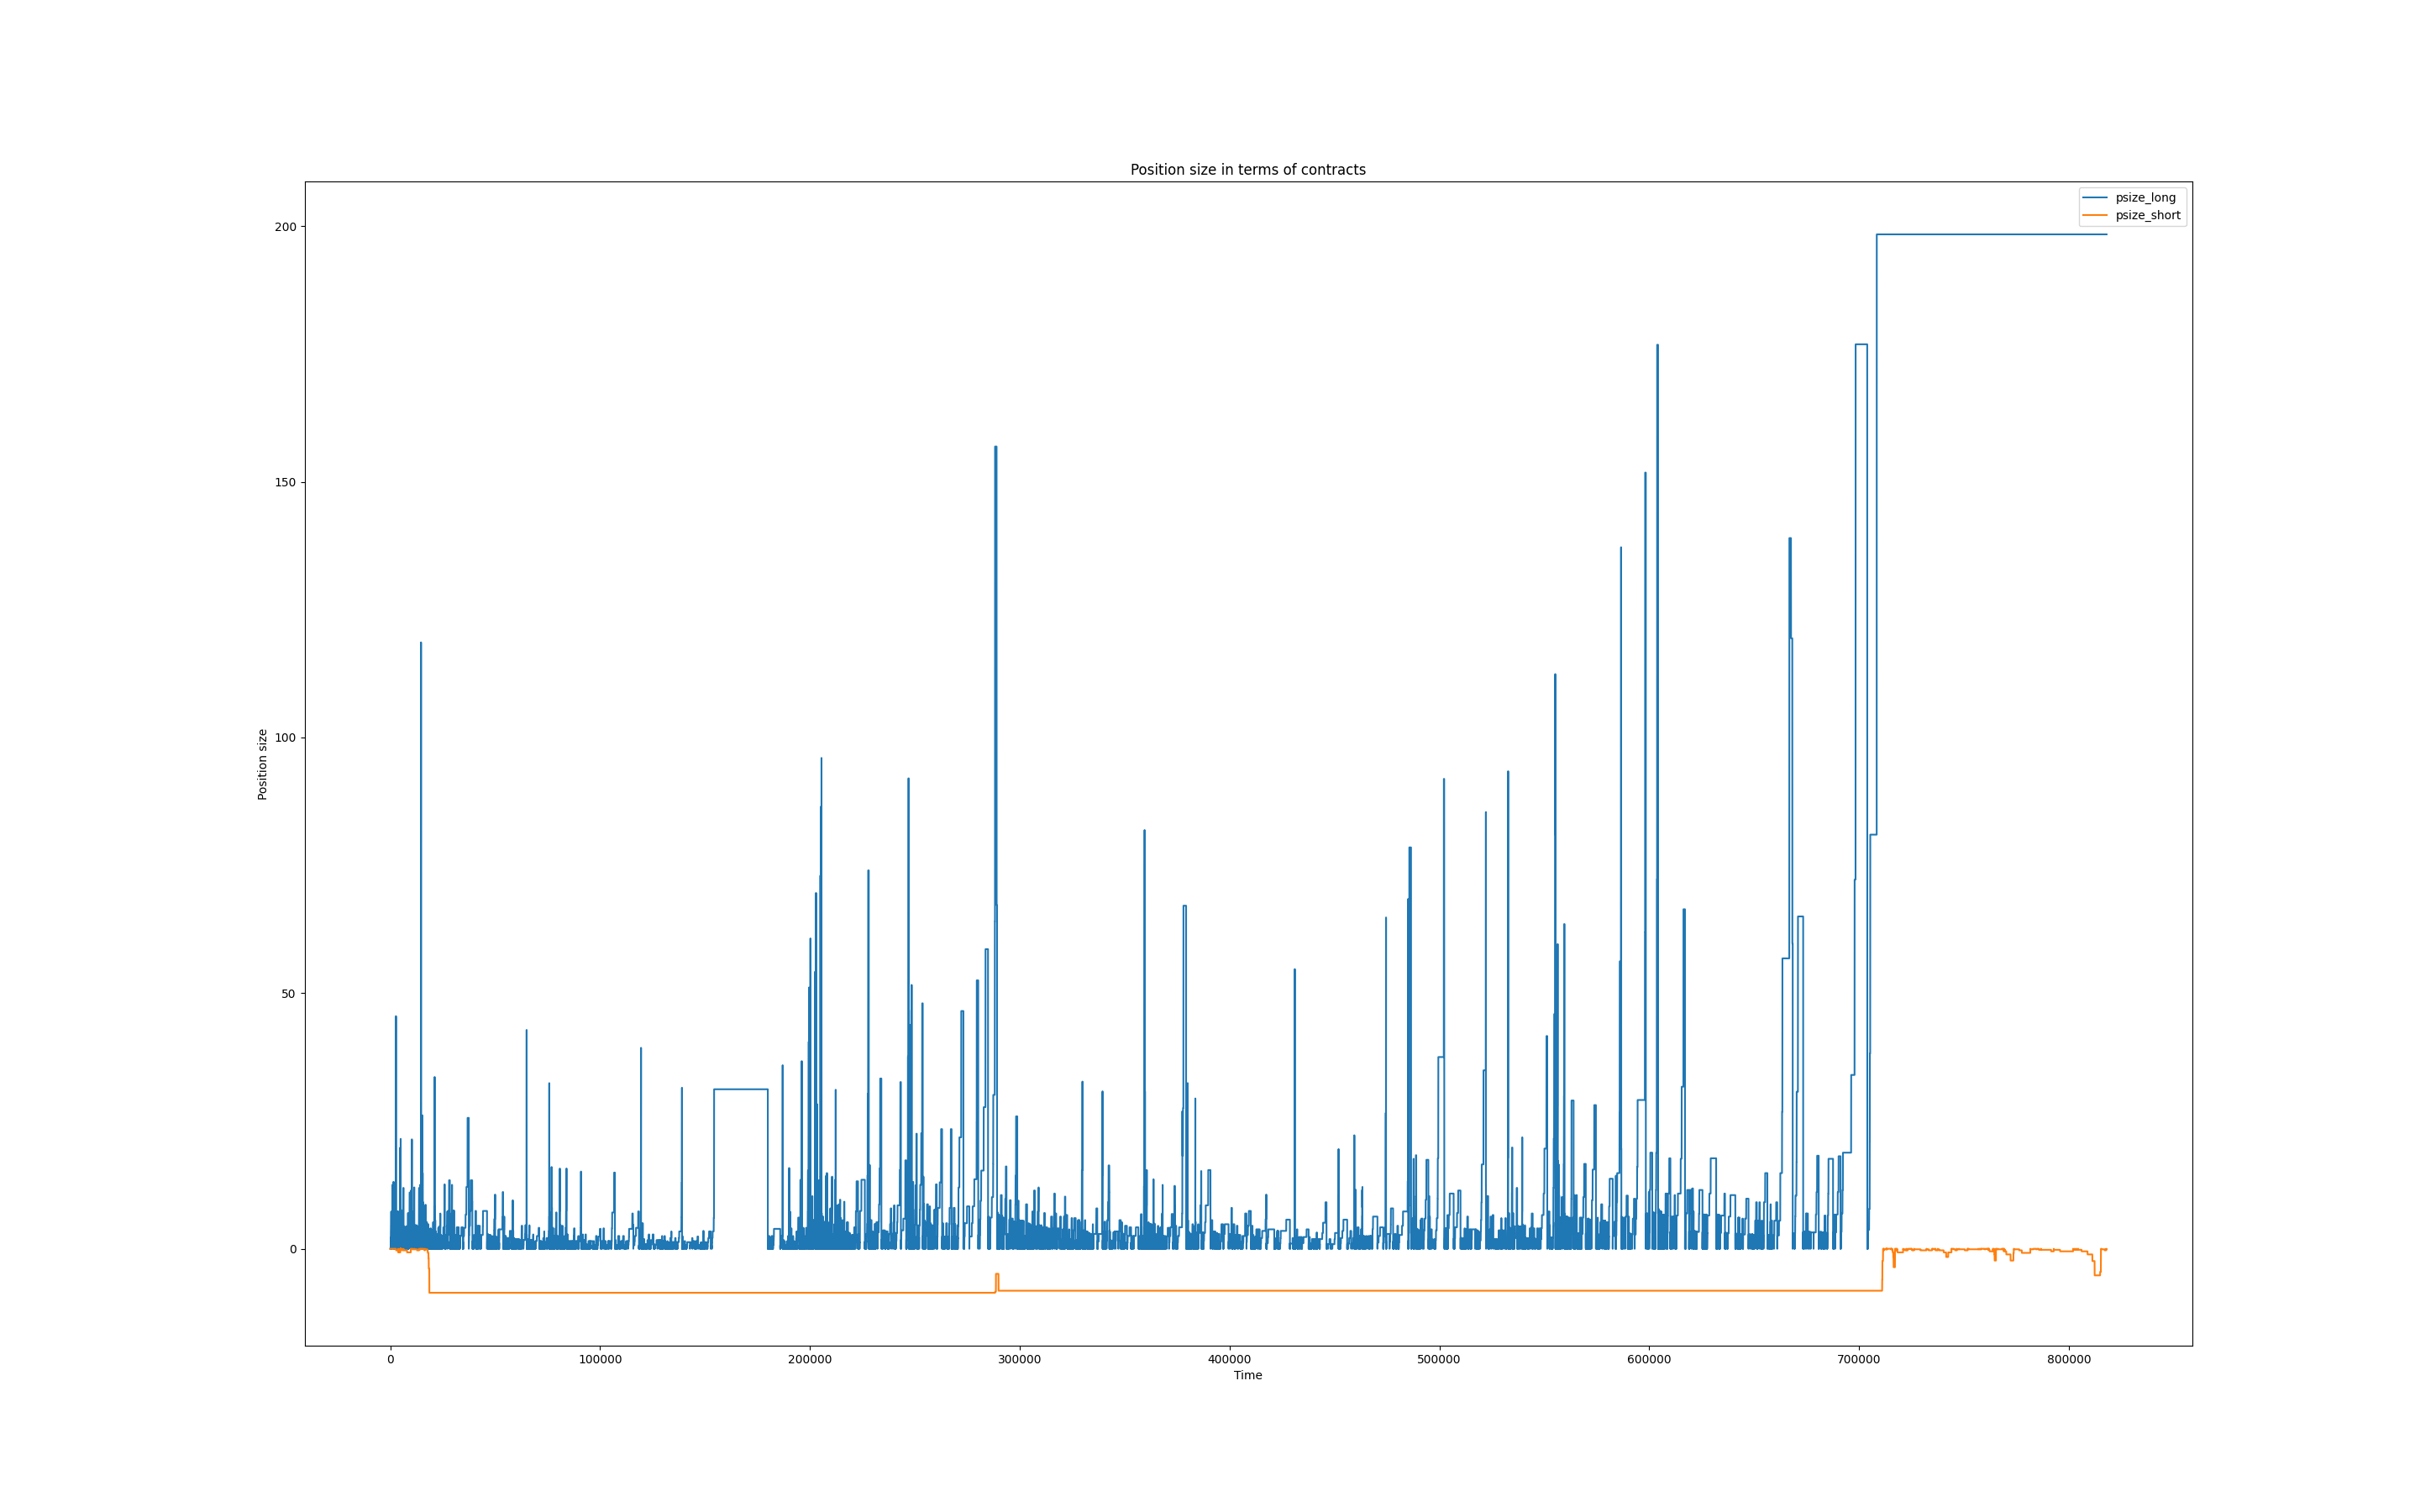 Position size in terms of contracts
psize_long
psize_short
200
150
100
50
0
Position size
0 100000 200000 300000 400000 500000 600000 700000 800000
Time